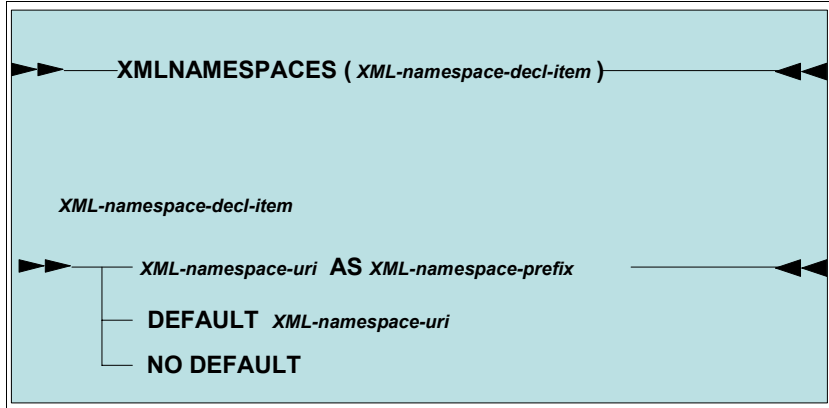 XMLNAMESPACES ( XML-namespace-decl-item )
XML-namespace-decl-item
XML-namespace-uri AS XML-namespace-prefix
DEFAULT XML-namespace-uri
NO DEFAULT